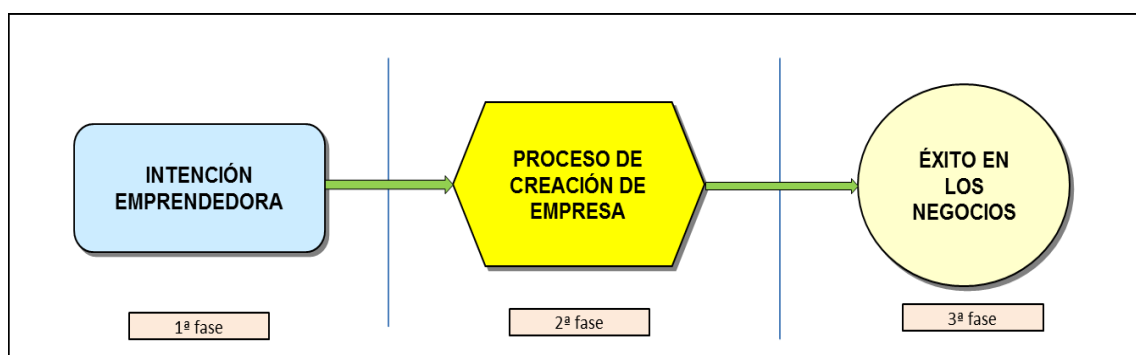 INTENCIÓN
EMPRENDEDORA
PROCESO DE
CREACIÓN DE
EMPRESA
ÉXITO EN
LOS
NEGOCIOS
1ª fase
2ª fase
3ª fase